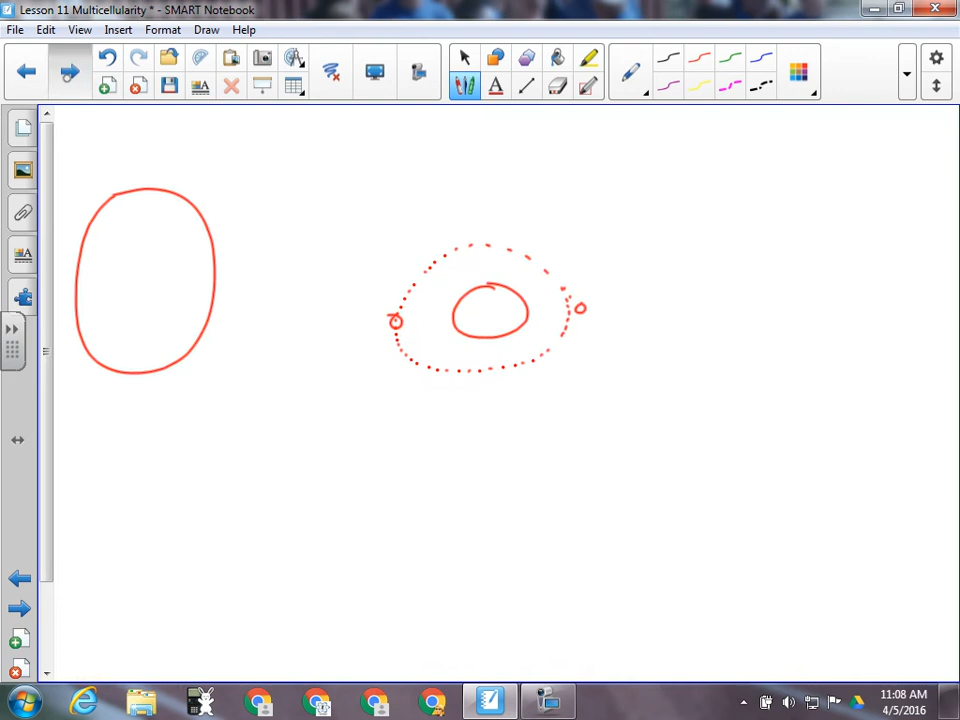 Lesson 11 Multicellularity * - SMART Notebook
File Edit View Insert Format Draw Help
11:08 AM
4/5/2016